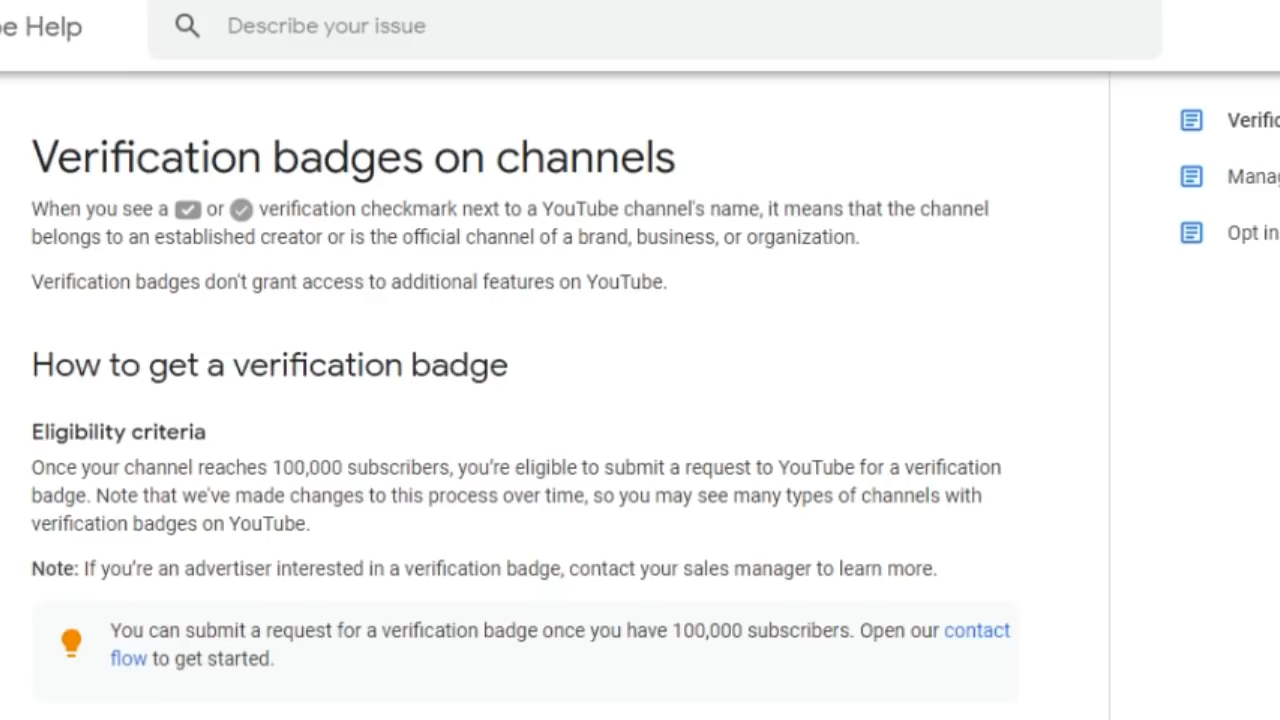 Help
Describe your issue
Verification badges on channels
When you see a or verification checkmark next to a YouTube channel's name, it means that the channel
belongs to an established creator or is the official channel of a brand, business, or organization.
Verification badges don't grant access to additional features on YouTube.
How to get a verification badge
Eligibility criteria
Once your channel reaches 100,000 subscribers, you're eligible to submit a request to YouTube for a verification
badge. Note that we've made changes to this process over time, so you may see many types of channels with
verification badges on YouTube.
Note: If you're an advertiser interested in a verification badge, contact your sales manager to learn more.
You can submit a request for a verification badge once you have 100,000 subscribers. Open our contact
flow to get started.
Opt in